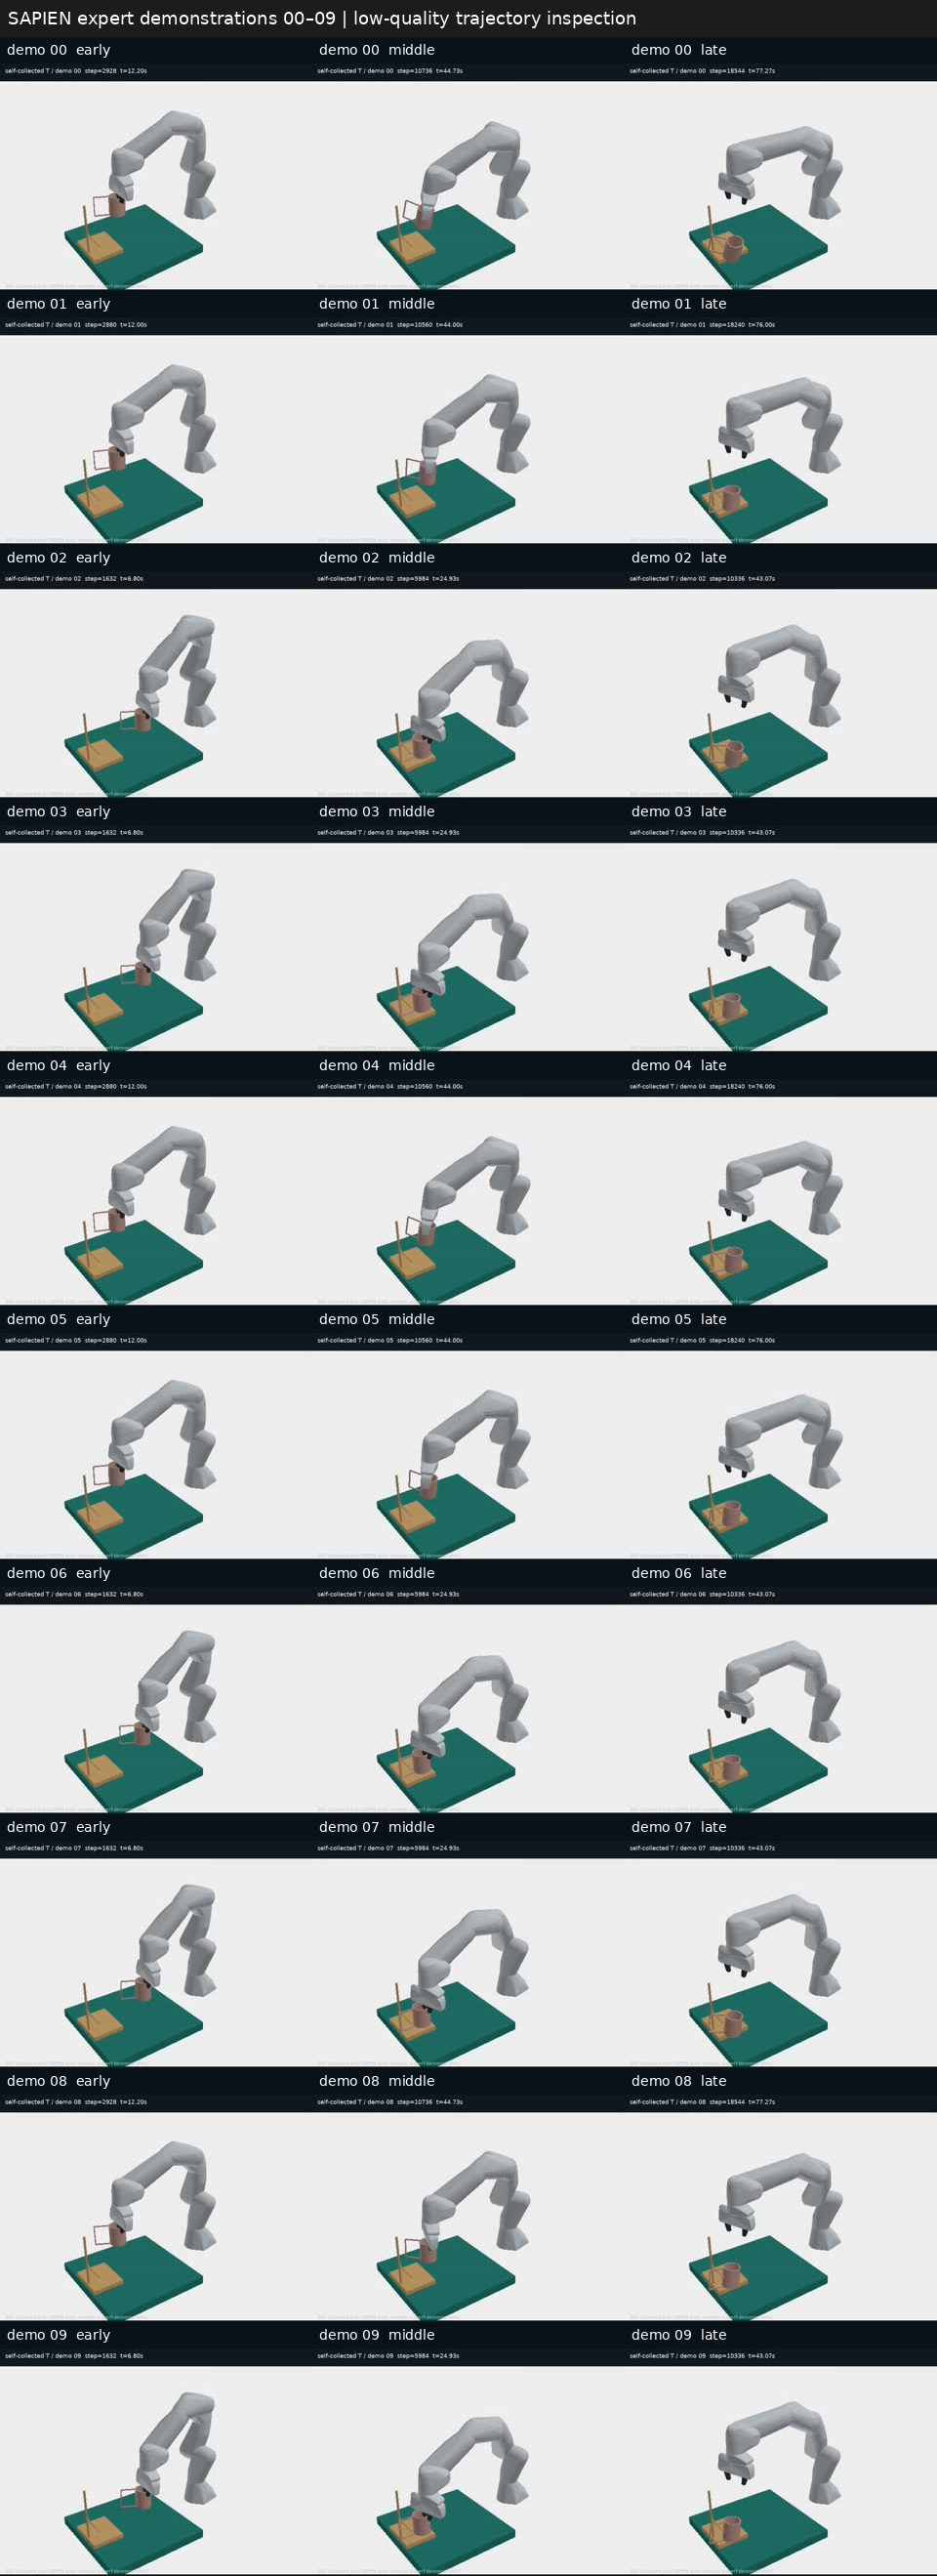 SAPIEN expert demonstrations 00–09 | low-quality trajectory inspection
demo 00 early
demo 00 middle
demo 00 late
self-collected T / demo 00 step=2928 t=12.20s
self-collected T / demo 00 step=10736 t=44.73s
self-collected T / demo 00 step=18544 t=77.27s
demo 01 early
demo 01 middle
demo 01 late
self-collected T / demo 01 step=2880 t=12.00s
self-collected T / demo 01 step=10560 t=44.00s
self-collected T / demo 01 step=18240 t=76.00s
demo 02 early
demo 02 middle
demo 02 late
self-collected T / demo 02 step=1632 t=6.80s
self-collected T / demo 02 step=5984 t=24.93s
self-collected T / demo 02 step=10336 t=43.07s
demo 03 early
demo 03 middle
demo 03 late
self-collected T / demo 03 step=1632 t=6.80s
self-collected T / demo 03 step=5984 t=24.93s
self-collected T / demo 03 step=10336 t=43.07s
demo 04 early
demo 04 middle
demo 04 late
self-collected T / demo 04 step=2880 t=12.00s
self-collected T / demo 04 step=10560 t=44.00s
self-collected T / demo 04 step=18240 t=76.00s
demo 05 early
demo 05 middle
demo 05 late
self-collected T / demo 05 step=2880 t=12.00s
self-collected T / demo 05 step=10560 t=44.00s
self-collected T / demo 05 step=18240 t=76.00s
demo 06 early
demo 06 middle
demo 06 late
self-collected T / demo 06 step=1632 t=6.80s
self-collected T / demo 06 step=5984 t=24.93s
self-collected T / demo 06 step=10336 t=43.07s
demo 07 early
demo 07 middle
demo 07 late
self-collected T / demo 07 step=1632 t=6.80s
self-collected T / demo 07 step=5984 t=24.93s
self-collected T / demo 07 step=10336 t=43.07s
demo 08 early
demo 08 middle
demo 08 late
self-collected T / demo 08 step=2928 t=12.20s
self-collected T / demo 08 step=10736 t=44.73s
self-collected T / demo 08 step=18544 t=77.27s
demo 09 early
demo 09 middle
demo 09 late
self-collected T / demo 09 step=1632 t=6.80s
self-collected T / demo 09 step=5984 t=24.93s
self-collected T / demo 09 step=10336 t=43.07s